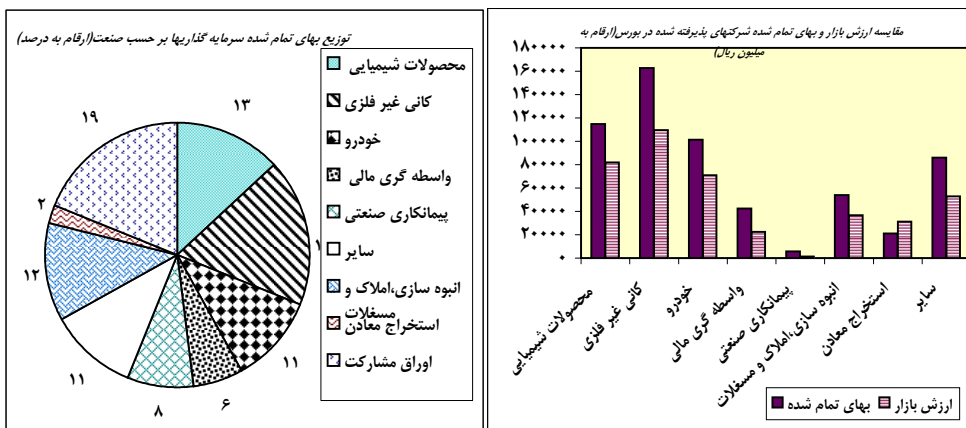 توزیع بهای تمام شده سرمایه گذاریها بر حسب صنعت(ارقام به درصد)
محصولات شیمیایی
کانی غیر فلزی
خودرو
واسطه گری مالی
پیمانکاری صنعتی
سایر
انبوه سازی،املاک و
مسغلات
استخراج معادن
اوراق مشارکت
۱۳
۱۱
۶
۸
۱۱
۱۲
۲
۱۹
مقایسه ارزش بازار و بهای تمام شده شرکتهای پذیرفته شده در بورس(ارقام به
میلیون ریال)
۱۸۰۰۰۰
۱۶۰۰۰۰
۱۴۰۰۰۰
۱۲۰۰۰۰
۱۰۰۰۰۰
۸۰۰۰۰
۶۰۰۰۰
۴۰۰۰۰
۲۰۰۰۰
۰
محصولات شیمیایی
کانی غیر فلزی
خودرو
واسطه گری مالی
پیمانکاری صنعتی
انبوه سازی،املاک و مسغلات
استخراج معادن
سایر
بهای تمام شده
ارزش بازار